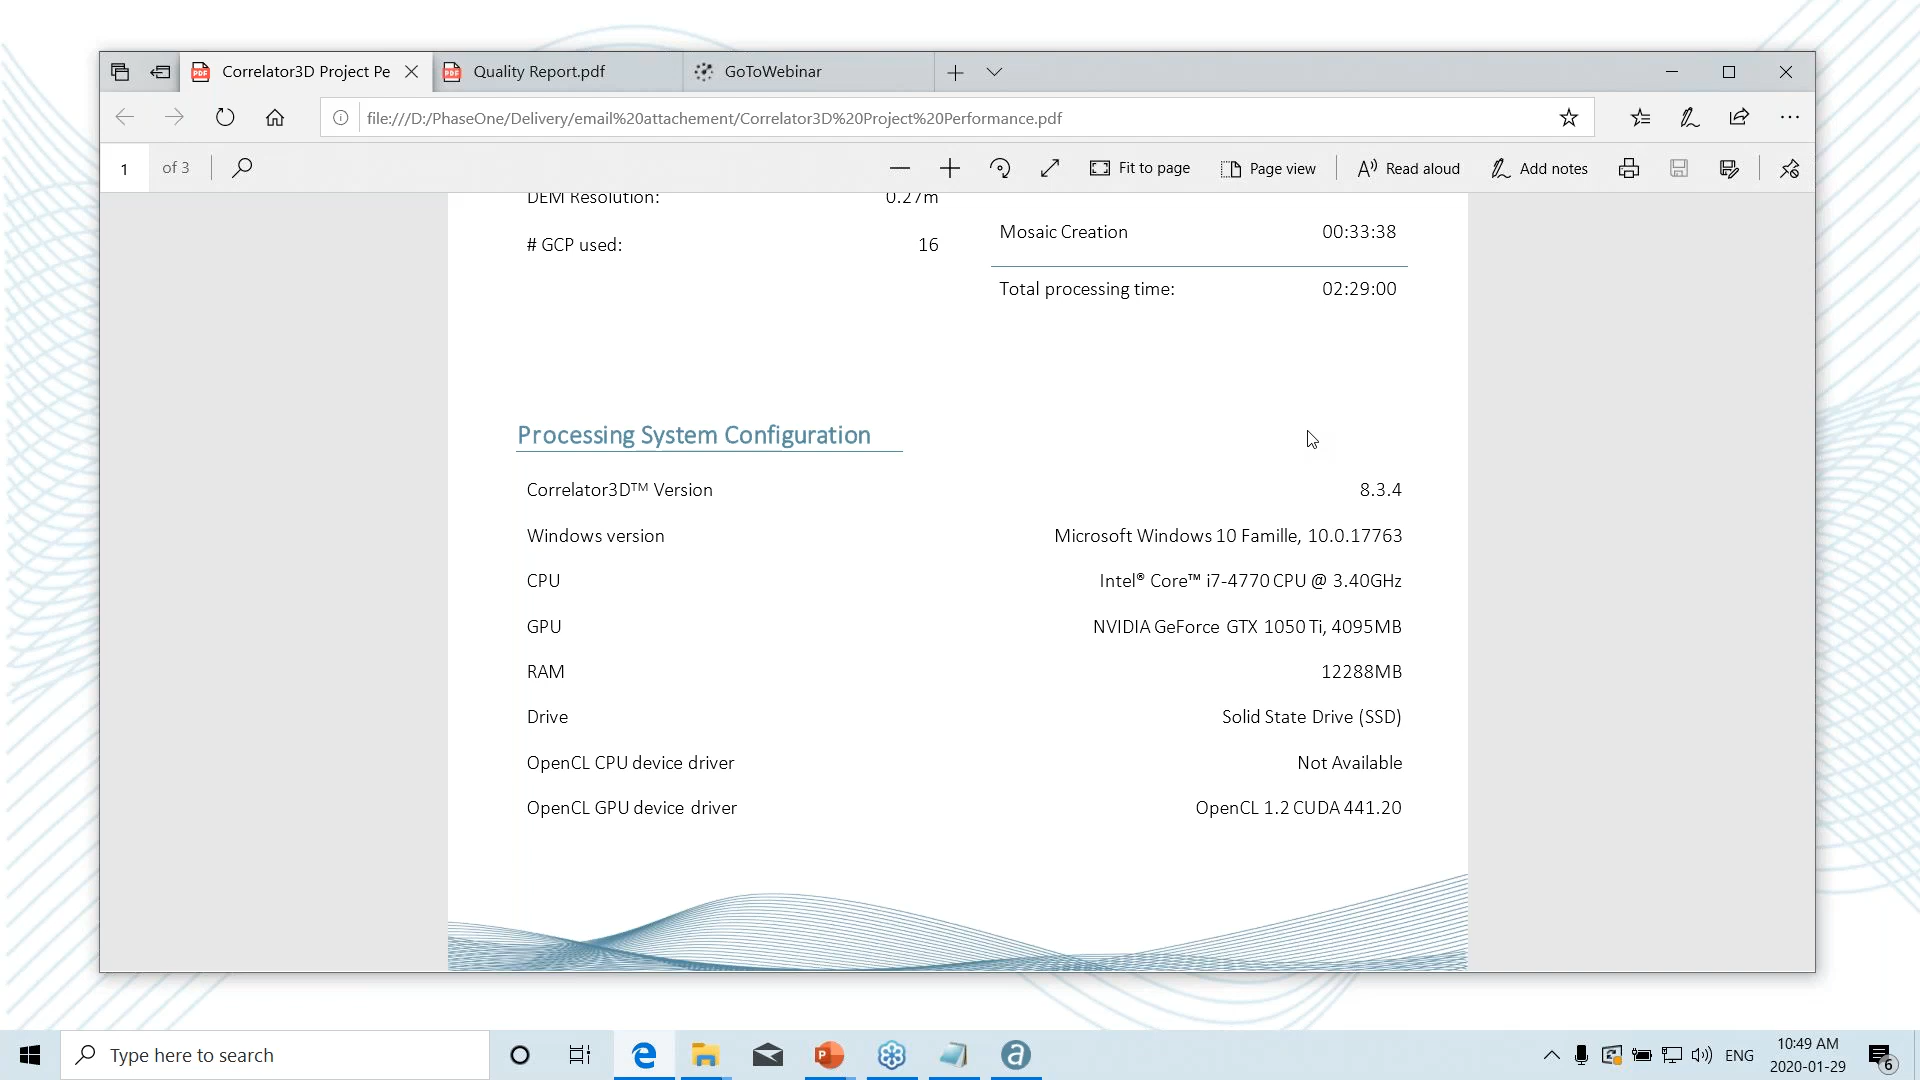 Correlator3D Project Pe
Quality Report.pdf
GoToWebinar
file:///D:/PhaseOne/Delivery/email%20attachement/Correlator3D%20Project%20Performance.pdf
1 of 3
Fit to page
Page view
Read aloud
Add notes
DEM Resolution: 0.27m
# GCP used: 16
Mosaic Creation 00:33:38
Total processing time: 02:29:00
Processing System Configuration
Correlator3D™ Version 8.3.4
Windows version Microsoft Windows 10 Famille, 10.0.17763
CPU Intel® Core™ i7-4770 CPU @ 3.40GHz
GPU NVIDIA GeForce GTX 1050 Ti, 4095MB
RAM 12288MB
Drive Solid State Drive (SSD)
OpenCL CPU device driver Not Available
OpenCL GPU device driver OpenCL 1.2 CUDA 441.20
Type here to search
ENG
10:49 AM
2020-01-29
6